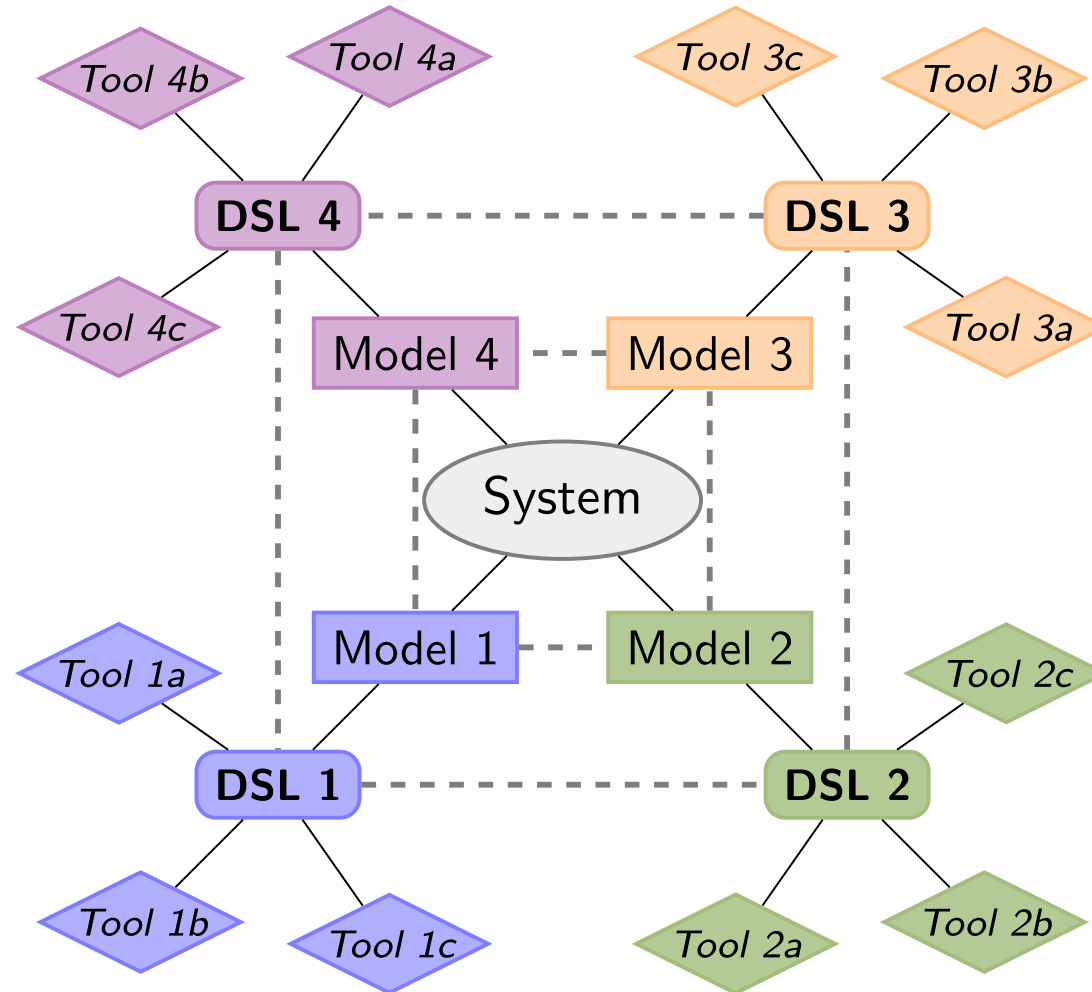 Tool 4b
Tool 4a
Tool 3c
Tool 3b
DSL 4
DSL 3
Tool 4c
Tool 3a
Model 4
Model 3
System
Model 1
Model 2
Tool 1a
Tool 2c
DSL 1
DSL 2
Tool 1b
Tool 1c
Tool 2a
Tool 2b